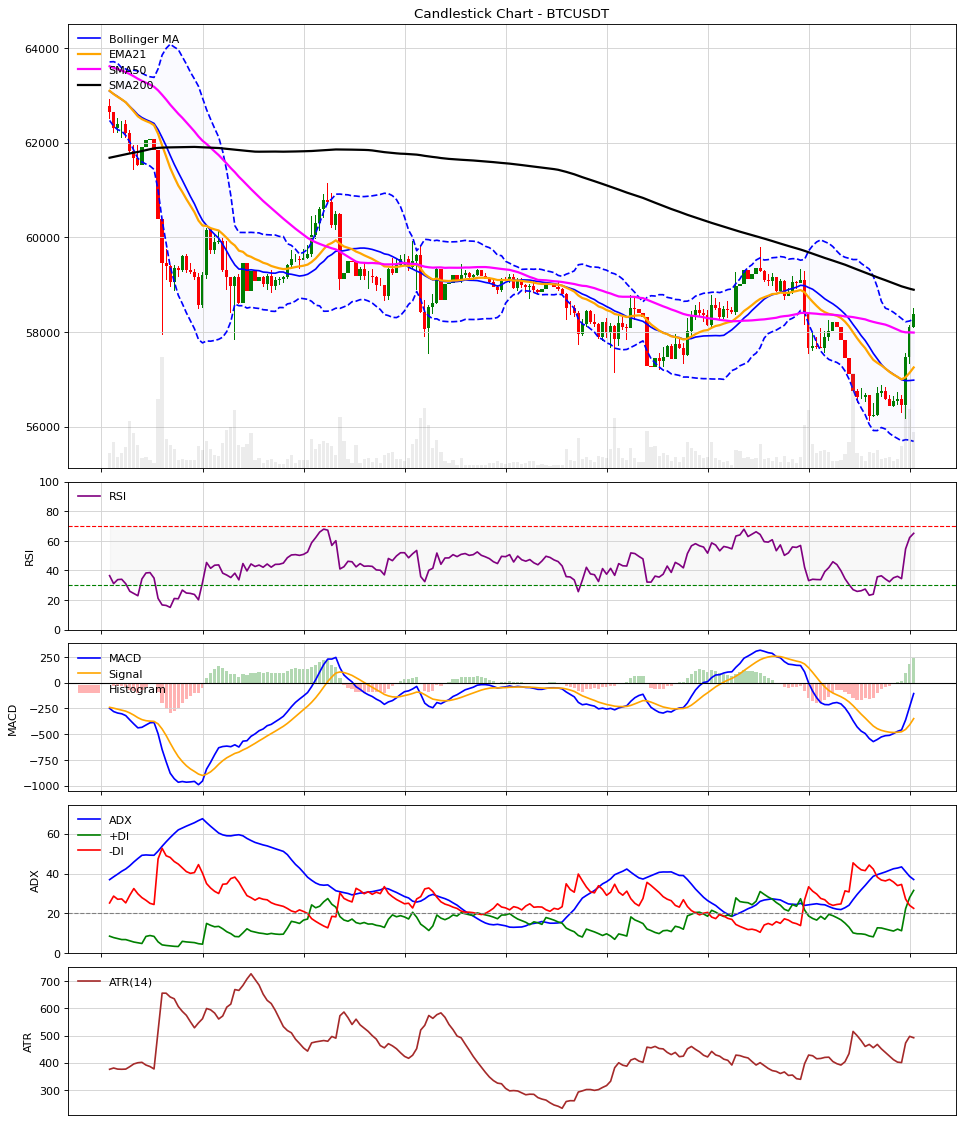 Candlestick Chart - BTCUSDT
Bollinger MA
EMA21
SMA50
SMA200
64000
62000
60000
58000
56000
RSI
RSI
100
80
60
40
20
0
MACD
Signal
Histogram
MACD
250
0
−250
−500
−750
−1000
ADX
+DI
-DI
ADX
60
40
20
0
ATR(14)
ATR
700
600
500
400
300